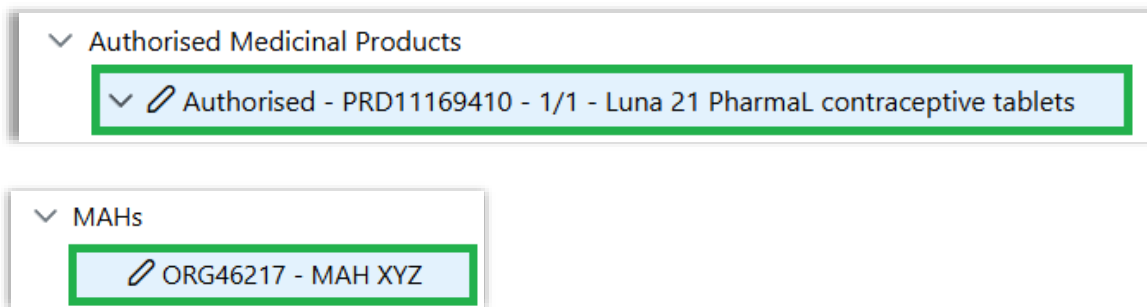 Authorised Medicinal Products
Authorised - PRD11169410 - 1/1 - Luna 21 PharmaL contraceptive tablets
MAHs
ORG46217 - MAH XYZ